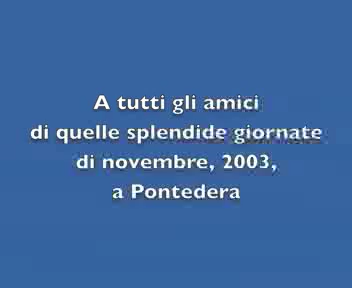 A tutti gli amici
di quelle splendide giornate
di novembre, 2003,
a Pontedera